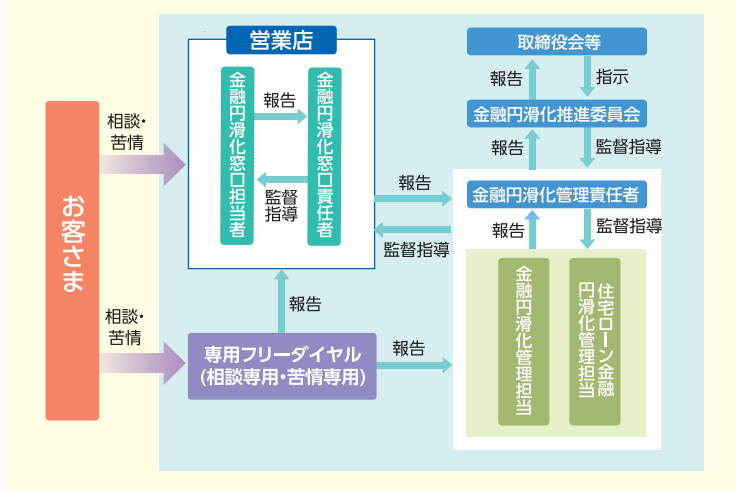 お客さま
相談・
苦情
相談・
苦情
営業店
金融円滑化窓口担当者
報告
監督
指導
金融円滑化窓口責任者
報告
専用フリーダイヤル
(相談専用・苦情専用)
報告
監督指導
報告
取締役会等
報告
指示
金融円滑化推進委員会
報告
監督指導
金融円滑化管理責任者
報告
監督指導
金融円滑化管理担当
住宅ローン金融
円滑化管理担当